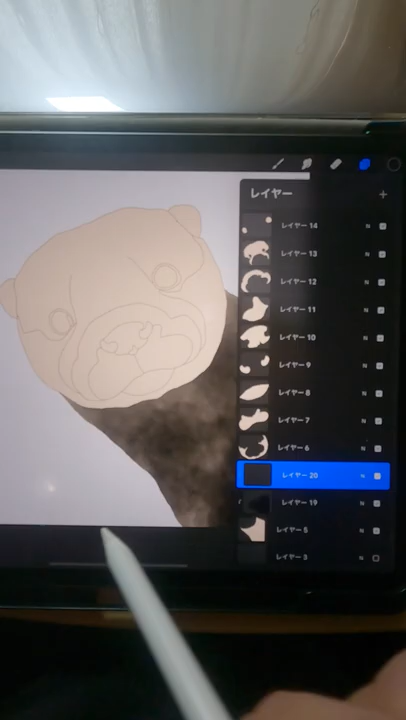 レイヤー
レイヤー 14 N
レイヤー 13 N
レイヤー 12 N
レイヤー 11 N
レイヤー 10 N
レイヤー 9 N
レイヤー 8 N
レイヤー 7 N
レイヤー 6 N
レイヤー 20 N
レイヤー 19 N
レイヤー 5 N
レイヤー 3 N